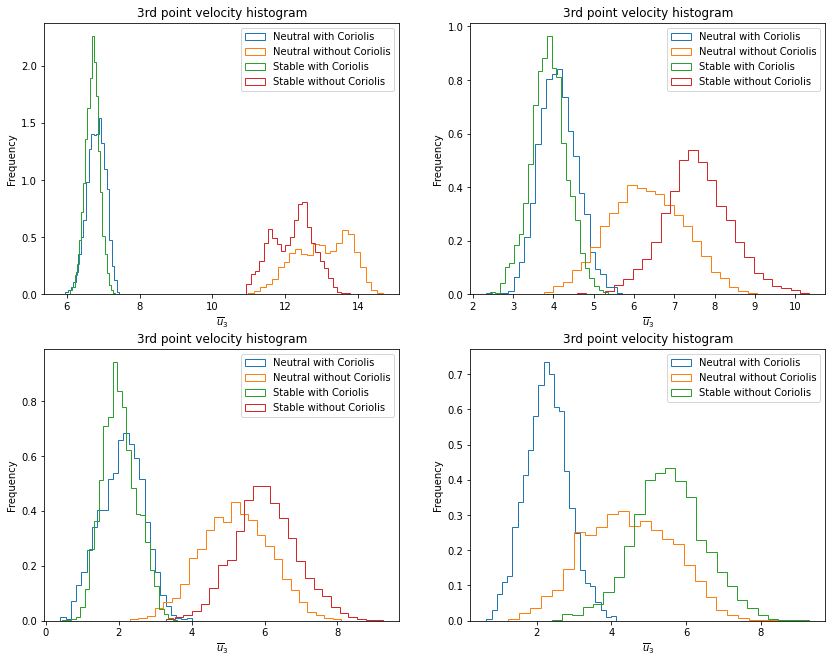 3rd point velocity histogram
Frequency
2.0
1.5
1.0
0.5
0.0
Neutral with Coriolis
Neutral without Coriolis
Stable with Coriolis
Stable without Coriolis
6 8 10 12 14
u̅₃
3rd point velocity histogram
Frequency
1.0
0.8
0.6
0.4
0.2
0.0
Neutral with Coriolis
Neutral without Coriolis
Stable with Coriolis
Stable without Coriolis
2 3 4 5 6 7 8 9 10
u̅₃
3rd point velocity histogram
Frequency
0.8
0.6
0.4
0.2
0.0
Neutral with Coriolis
Neutral without Coriolis
Stable with Coriolis
Stable without Coriolis
0 2 4 6 8
u̅₃
3rd point velocity histogram
Frequency
0.7
0.6
0.5
0.4
0.3
0.2
0.1
0.0
Neutral with Coriolis
Neutral without Coriolis
Stable without Coriolis
2 4 6 8
u̅₃